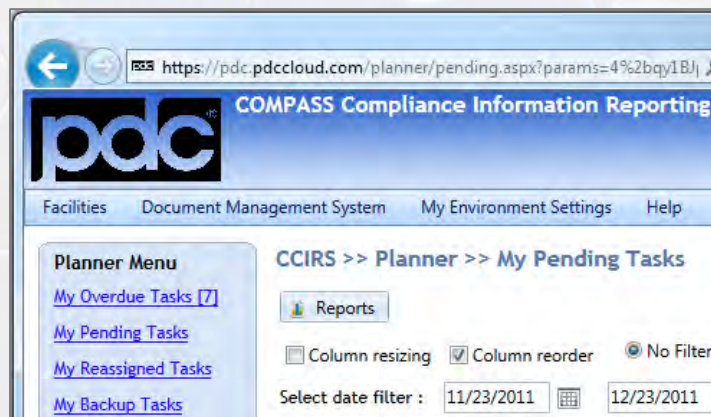 https://pdc.pdccloud.com/planner/pending.aspx?params=4%2bqy1BJ
COMPASS Compliance Information Reporting
pdc®
Facilities Document Management System My Environment Settings Help
Planner Menu
My Overdue Tasks [7]
My Pending Tasks
My Reassigned Tasks
My Backup Tasks
CCIRS >> Planner >> My Pending Tasks
Reports
Column resizing Column reorder No Filter
Select date filter : 11/23/2011 12/23/2011